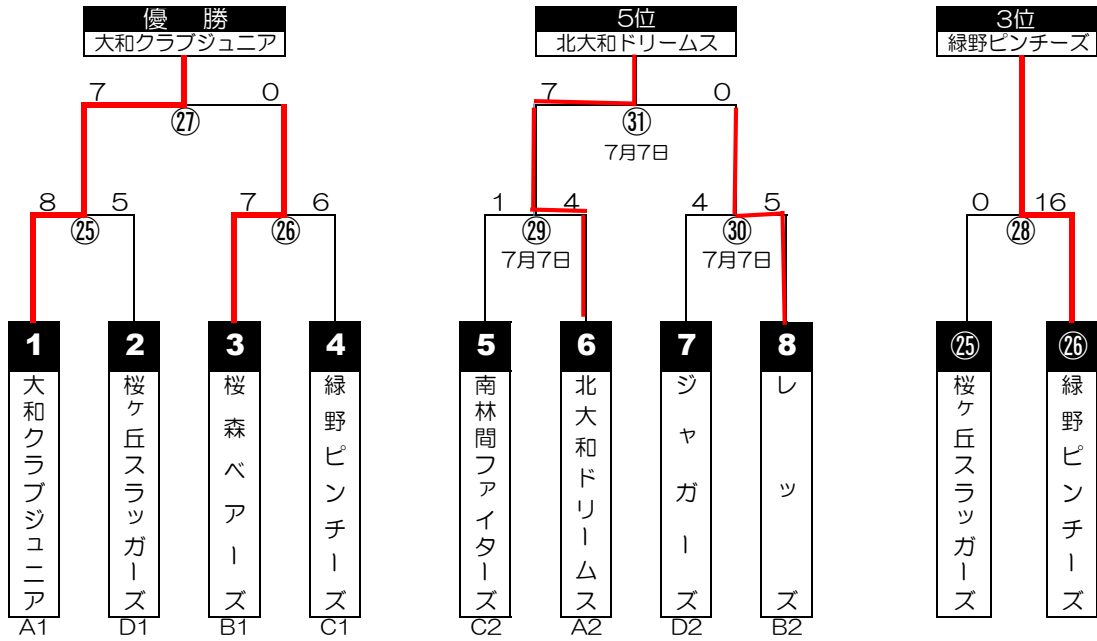 優　勝
大和クラブジュニア
5位
北大和ドリームス
3位
緑野ピンチーズ
7
0
㉗
7
0
㉛
7月7日
8
5
㉕
7
6
㉖
1
4
㉙
7月7日
4
5
㉚
7月7日
0
16
㉘
1
2
3
4
5
6
7
8
㉕
㉖
大和クラブジュニア
桜ヶ丘スラッガーズ
桜森ベアーズ
緑野ピンチーズ
南林間ファイターズ
北大和ドリームス
ジャガーズ
レッズ
桜ヶ丘スラッガーズ
緑野ピンチーズ
A1
D1
B1
C1
C2
A2
D2
B2